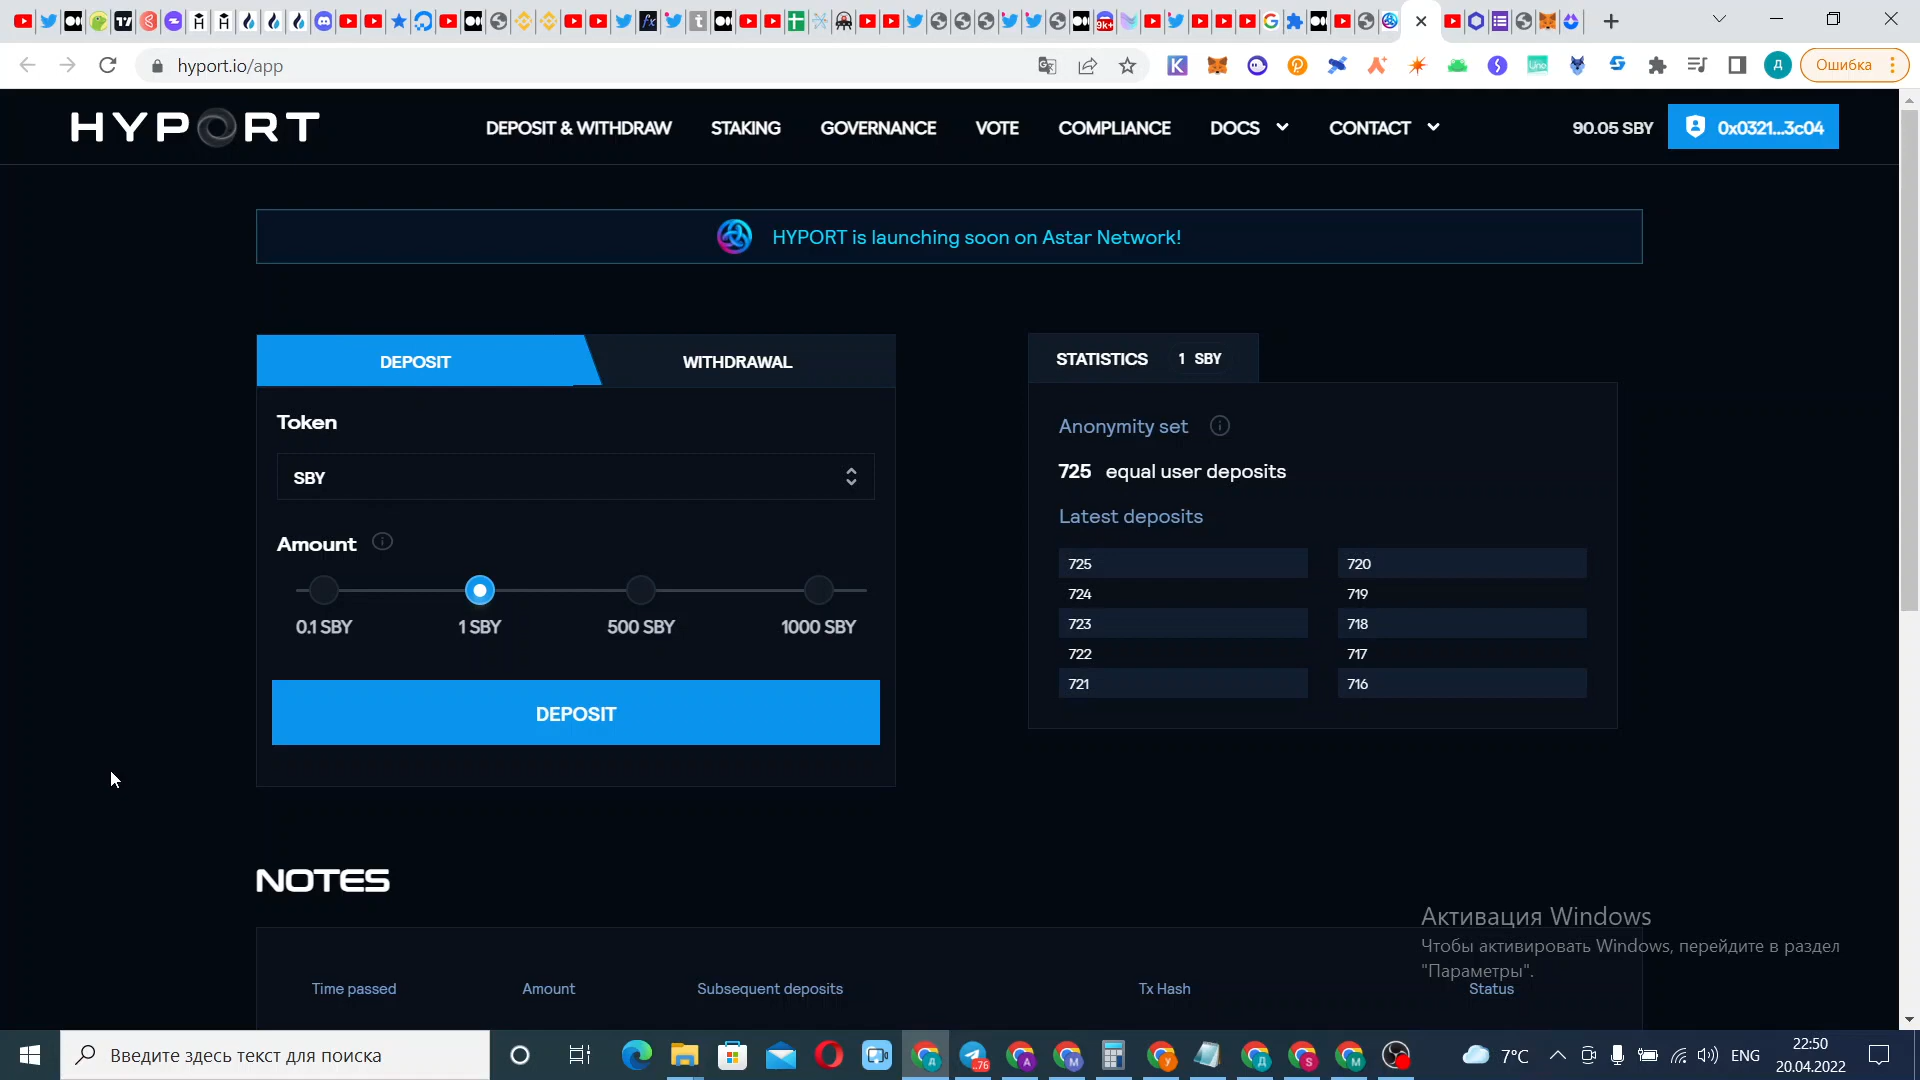 hyport.io/app
Ошибка
HYPORT
DEPOSIT & WITHDRAW
STAKING
GOVERNANCE
VOTE
COMPLIANCE
DOCS
CONTACT
90.05 SBY
0x0321...3c04
HYPORT is launching soon on Astar Network!
DEPOSIT
WITHDRAWAL
Token
SBY
Amount
0.1 SBY
1 SBY
500 SBY
1000 SBY
DEPOSIT
STATISTICS 1 SBY
Anonymity set
725 equal user deposits
Latest deposits
725
724
723
722
721
720
719
718
717
716
NOTES
Time passed
Amount
Subsequent deposits
Tx Hash
Status
Активация Windows
Чтобы активировать Windows, перейдите в раздел
"Параметры".
Введите здесь текст для поиска
7°C
ENG
22:50
20.04.2022